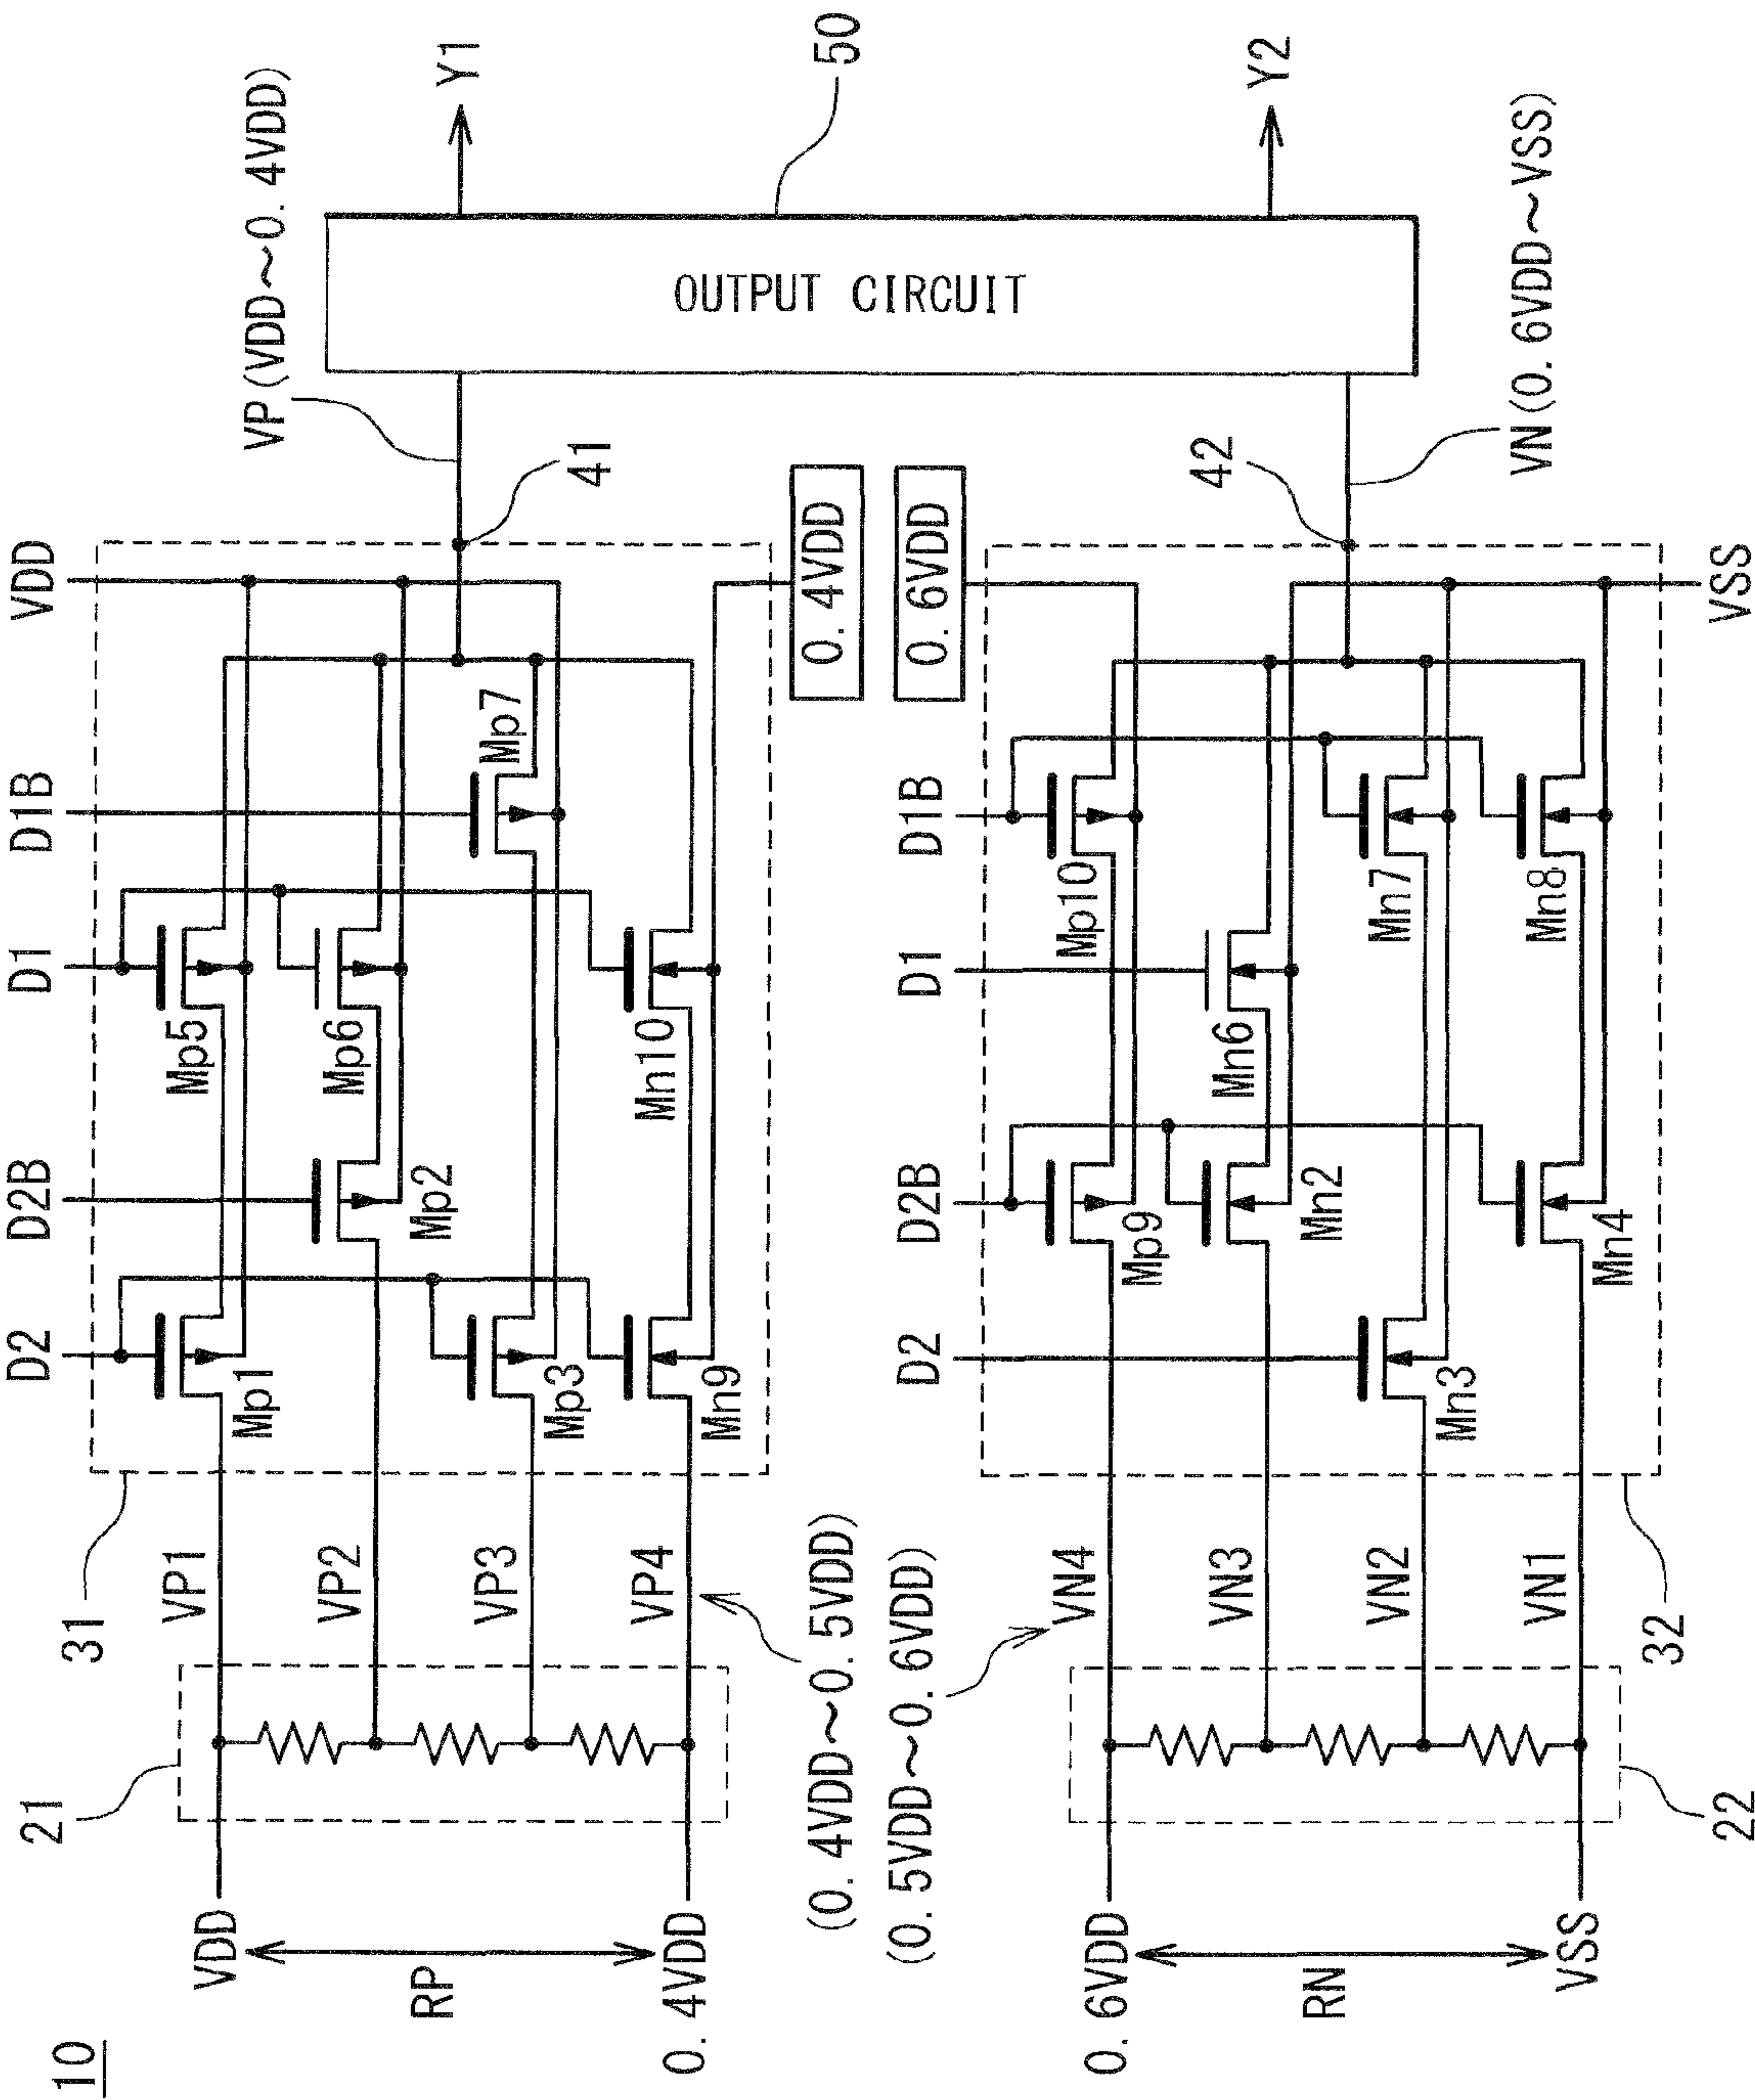 10
VDD
RP
0. 4VDD
(0. 4VDD～0. 5VDD)
(0. 5VDD～0. 6VDD)
0. 6VDD
RN
VSS
21
22
31
32
VP1
VP2
VP3
VP4
VN4
VN3
VN2
VN1
D2
D2B
D1
D1B
VDD
Mp1
Mp5
Mp2
Mp6
Mp3
Mp7
Mn9
Mn10
0. 4VDD
0. 6VDD
D2
D2B
D1
D1B
VSS
Mp9
Mp10
Mn2
Mn6
Mn3
Mn7
Mn4
Mn8
41
42
VP(VDD～0. 4VDD)
VN(0. 6VDD～VSS)
OUTPUT CIRCUIT
50
Y1
Y2